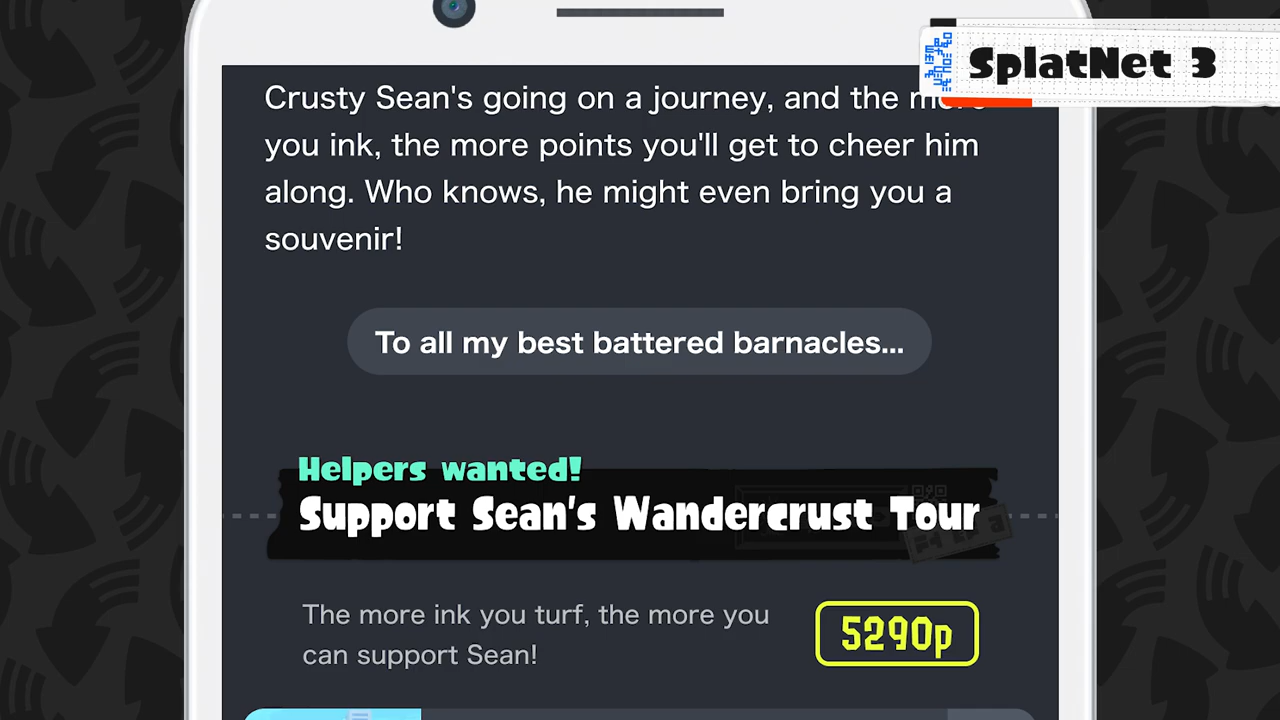 SplatNet 3
Crusty Sean's going on a journey, and the more
you ink, the more points you'll get to cheer him
along. Who knows, he might even bring you a
souvenir!
To all my best battered barnacles...
Helpers wanted!
Support Sean's Wandercrust Tour
The more ink you turf, the more you
can support Sean!
5290p